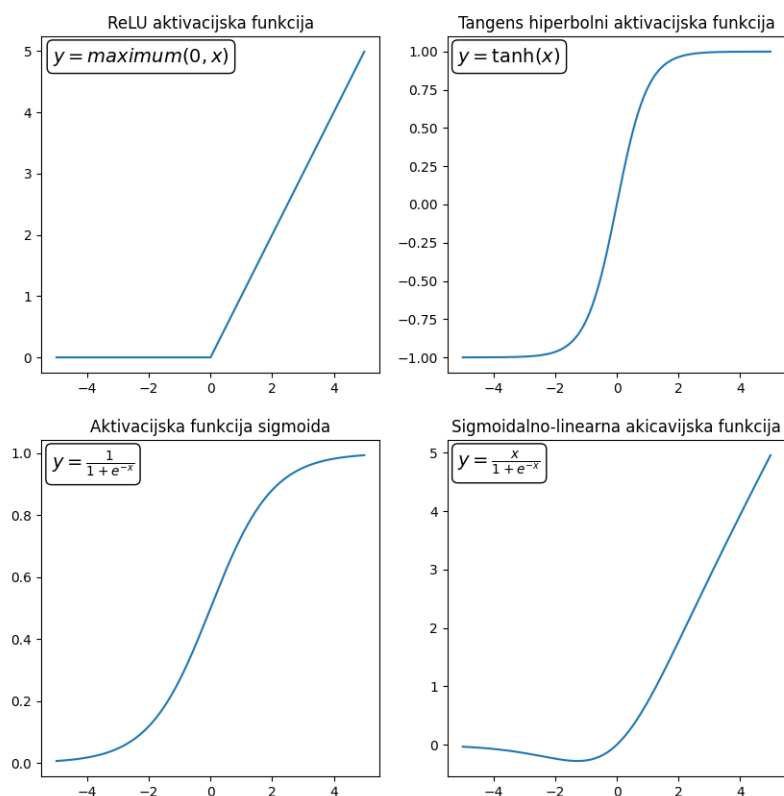 ReLU aktivacijska funkcija
y = maximum(0, x)
5
4
3
2
1
0
−4 −2 0 2 4
Tangens hiperbolni aktivacijska funkcija
y = tanh(x)
1.00
0.75
0.50
0.25
0.00
−0.25
−0.50
−0.75
−1.00
−4 −2 0 2 4
Aktivacijska funkcija sigmoida
y = 1/(1 + e^{−x})
1.0
0.8
0.6
0.4
0.2
0.0
−4 −2 0 2 4
Sigmoidalno-linearna akicavijska funkcija
y = x/(1 + e^{−x})
5
4
3
2
1
0
−4 −2 0 2 4